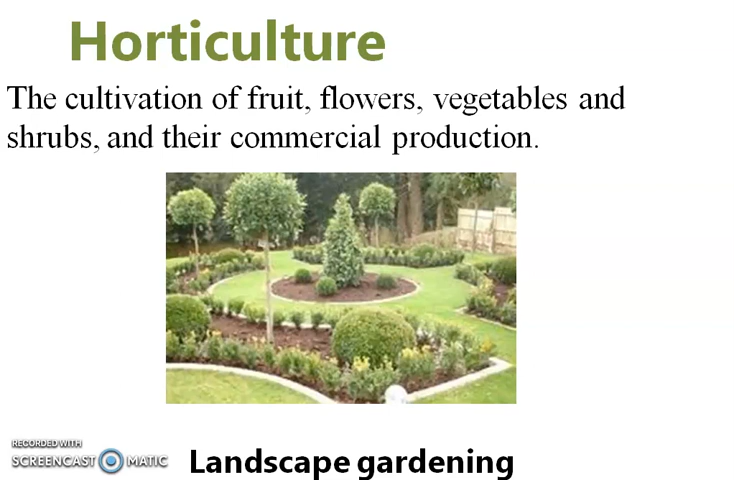 Horticulture
The cultivation of fruit, flowers, vegetables and
shrubs, and their commercial production.
RECORDED WITH
SCREENCAST MATIC
Landscape gardening